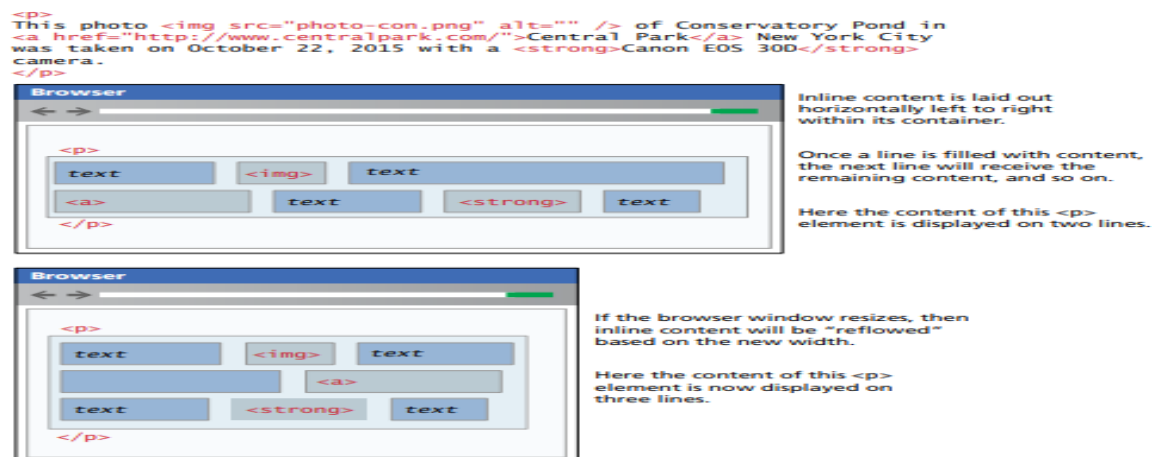 <p>
This photo <img src="photo-con.png" alt="" /> of Conservatory Pond in
<a href="http://www.centralpark.com/">Central Park</a> New York City
was taken on October 22, 2015 with a <strong>Canon EOS 30D</strong>
camera.
</p>
Browser
<p>
text <img> text
<a> text <strong> text
</p>
Inline content is laid out
horizontally left to right
within its container.
Once a line is filled with content,
the next line will receive the
remaining content, and so on.
Here the content of this <p>
element is displayed on two lines.
Browser
<p>
text <img> text
<a>
text <strong> text
</p>
If the browser window resizes, then
inline content will be “reflowed”
based on the new width.
Here the content of this <p>
element is now displayed on
three lines.